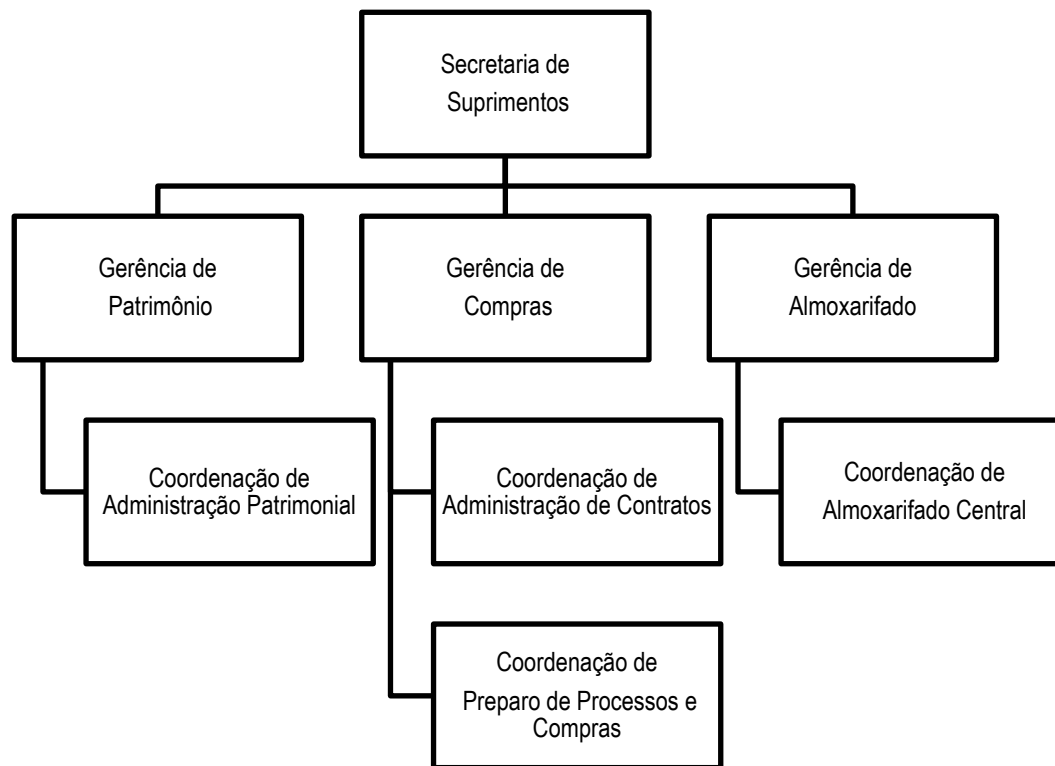 Secretaria de
Suprimentos
Gerência de
Patrimônio
Gerência de
Compras
Gerência de
Almoxarifado
Coordenação de
Administração Patrimonial
Coordenação de
Administração de Contratos
Coordenação de
Almoxarifado Central
Coordenação de
Preparo de Processos e
Compras